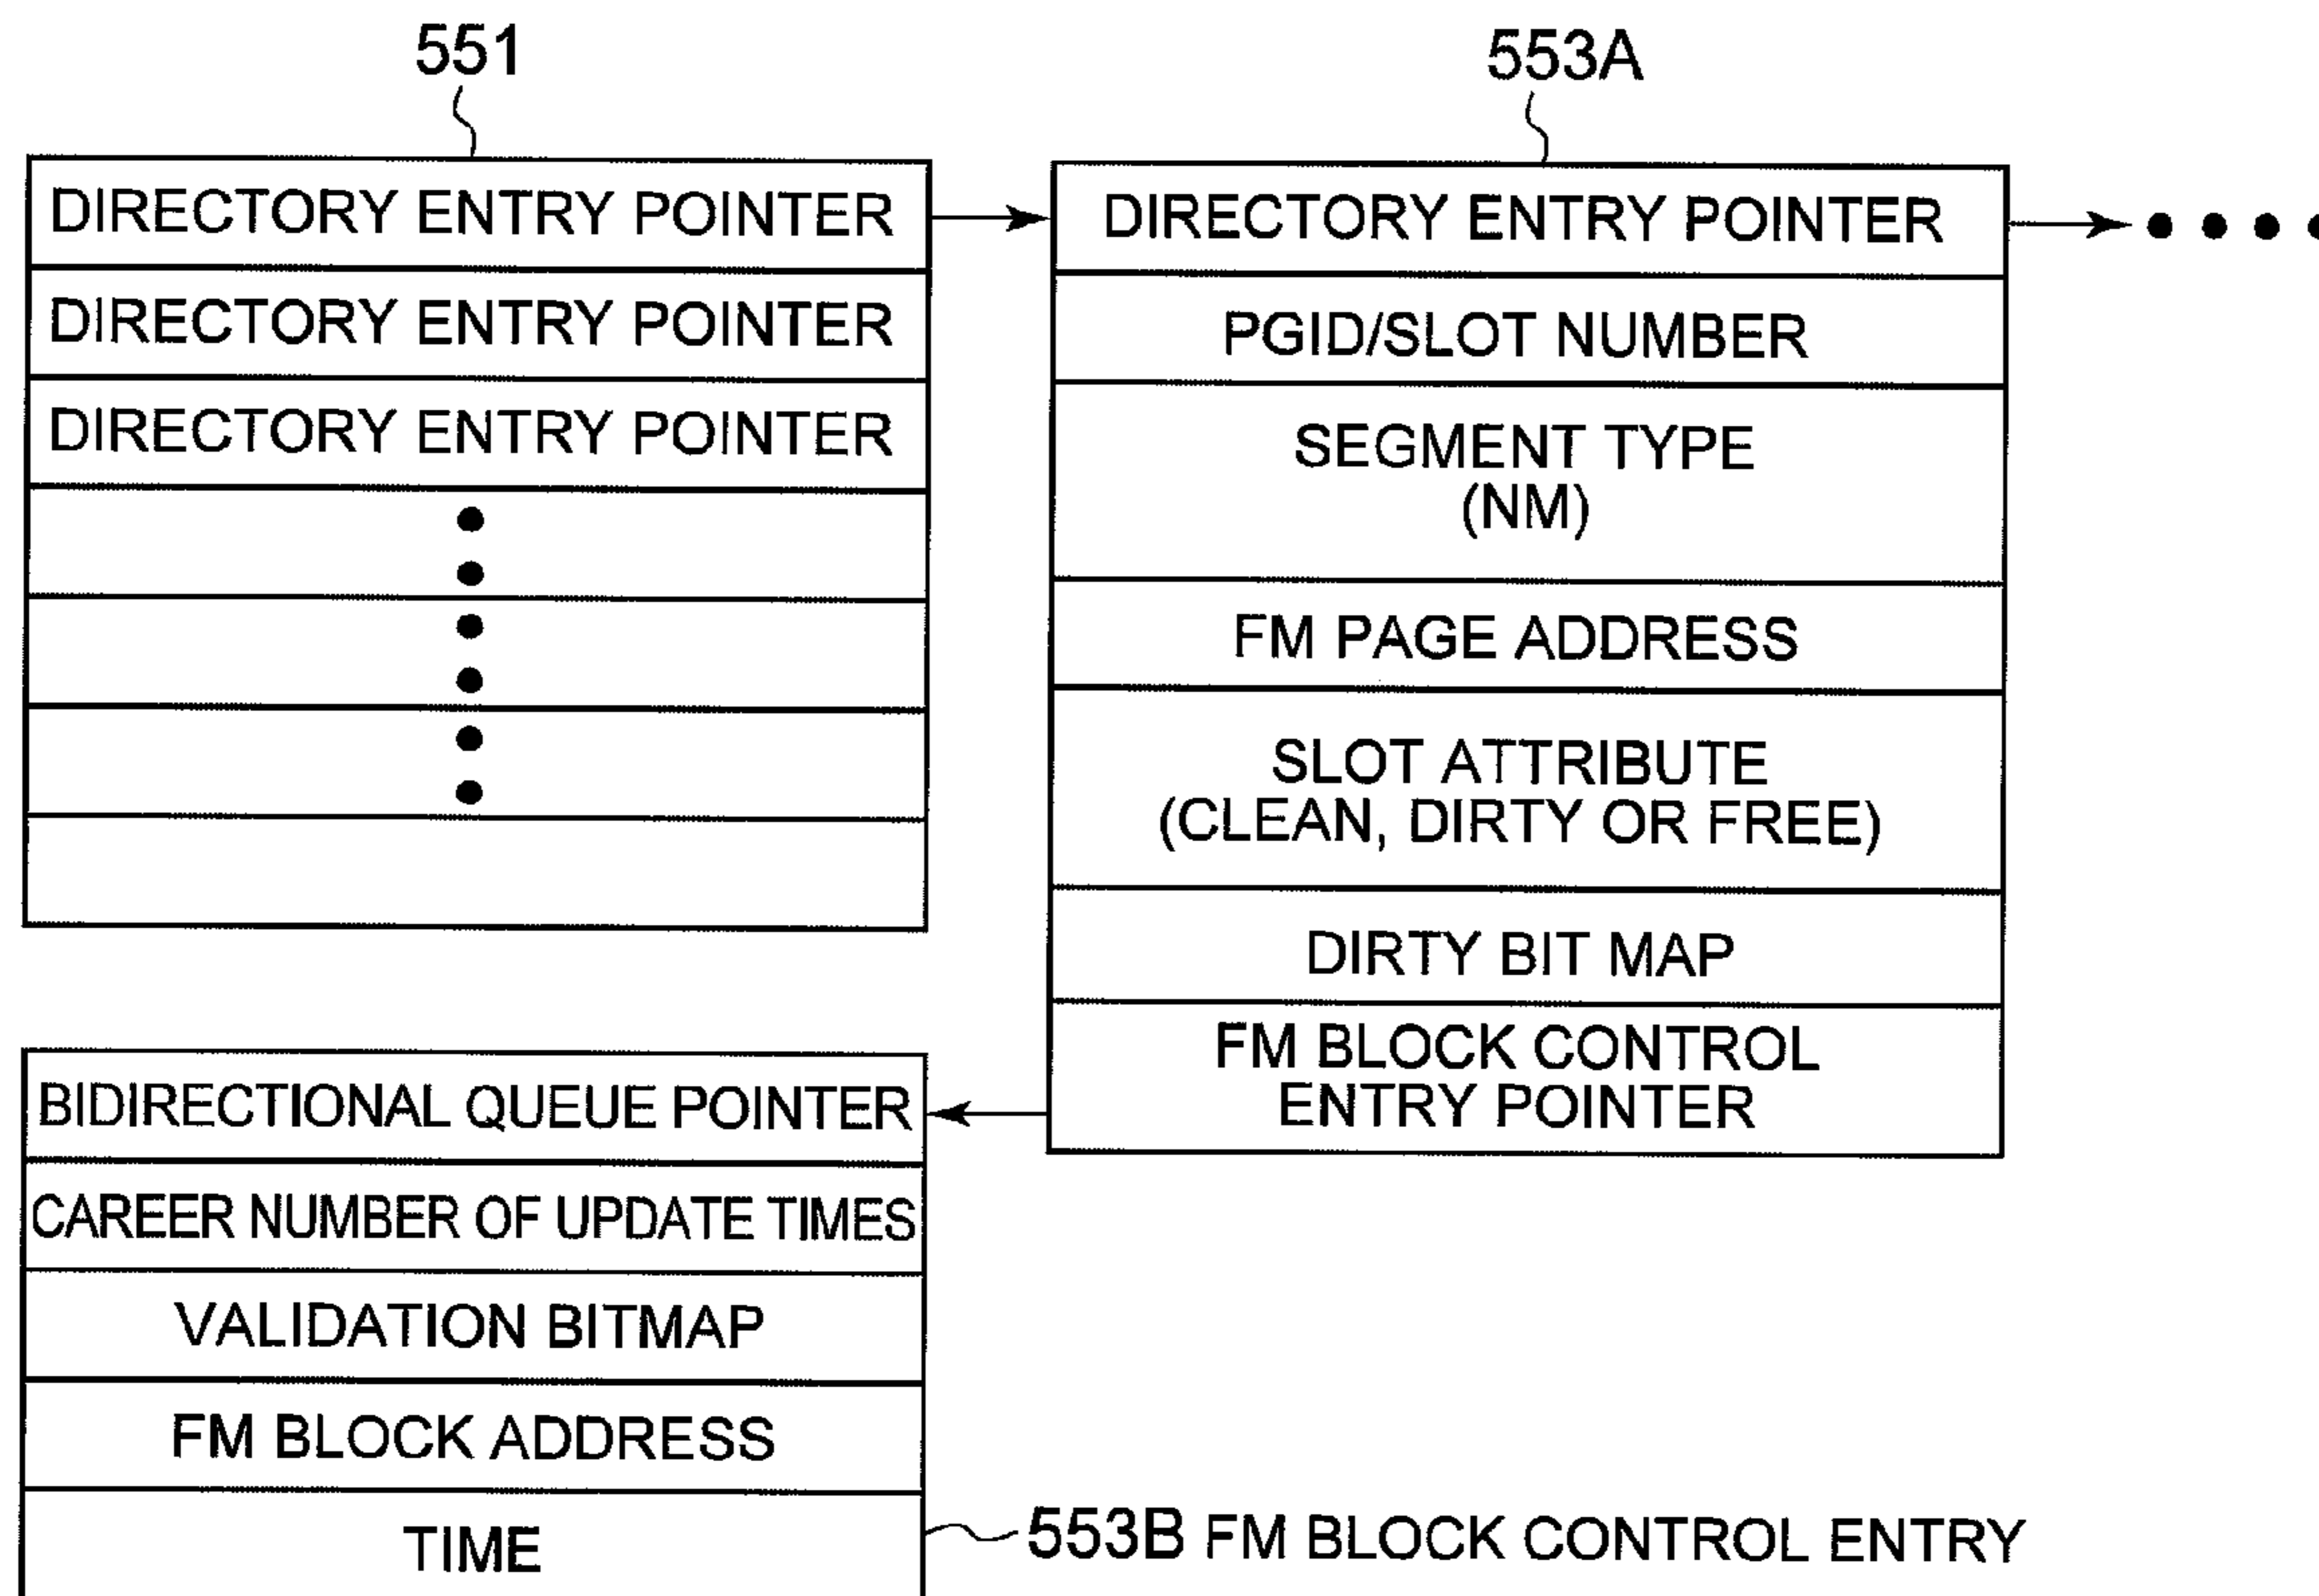 551
DIRECTORY ENTRY POINTER
DIRECTORY ENTRY POINTER
DIRECTORY ENTRY POINTER
553A
DIRECTORY ENTRY POINTER
PGID/SLOT NUMBER
SEGMENT TYPE
(NM)
FM PAGE ADDRESS
SLOT ATTRIBUTE
(CLEAN, DIRTY OR FREE)
DIRTY BIT MAP
FM BLOCK CONTROL
ENTRY POINTER
BIDIRECTIONAL QUEUE POINTER
CAREER NUMBER OF UPDATE TIMES
VALIDATION BITMAP
FM BLOCK ADDRESS
TIME
553B FM BLOCK CONTROL ENTRY